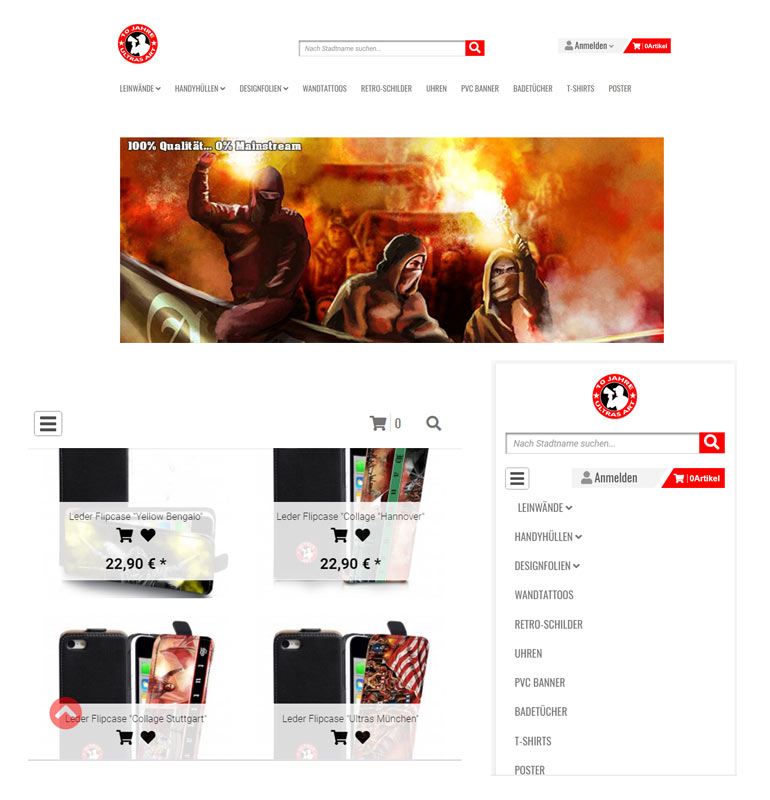 10 JAHRE
ULTRAS ART
Nach Stadtname suchen...
Anmelden
0Artikel
LEINWÄNDE
HANDYHÜLLEN
DESIGNFOLIEN
WANDTATTOOS
RETRO-SCHILDER
UHREN
PVC BANNER
BADETÜCHER
T-SHIRTS
POSTER
100% Qualität... 0% Mainstream
0
Leder Flipcase "Yellow Bengalo"
22,90 € *
Leder Flipcase "Collage "Hannover"
22,90 € *
Leder Flipcase "Collage Stuttgart"
Leder Flipcase "Ultras München"
10 JAHRE
ULTRAS ART
Nach Stadtname suchen...
Anmelden
0Artikel
LEINWÄNDE
HANDYHÜLLEN
DESIGNFOLIEN
WANDTATTOOS
RETRO-SCHILDER
UHREN
PVC BANNER
BADETÜCHER
T-SHIRTS
POSTER